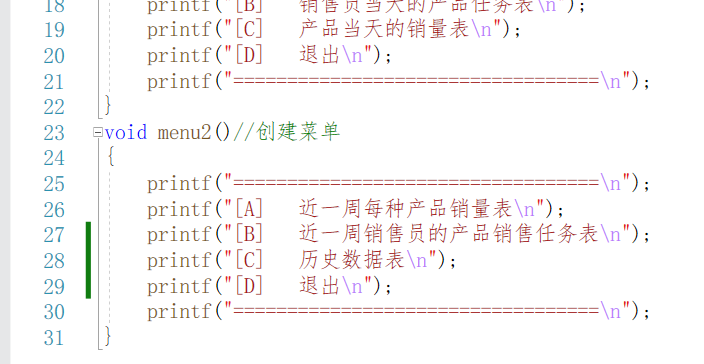 18 printf("[B]   销售员当天的产品任务表\n");
19 printf("[C]   产品当天的销量表\n");
20 printf("[D]   退出\n");
21 printf("==================================\n");
22 }
23 void menu2()//创建菜单
24 {
25 printf("==================================\n");
26 printf("[A]   近一周每种产品销量表\n");
27 printf("[B]   近一周销售员的产品销售任务表\n");
28 printf("[C]   历史数据表\n");
29 printf("[D]   退出\n");
30 printf("==================================\n");
31 }